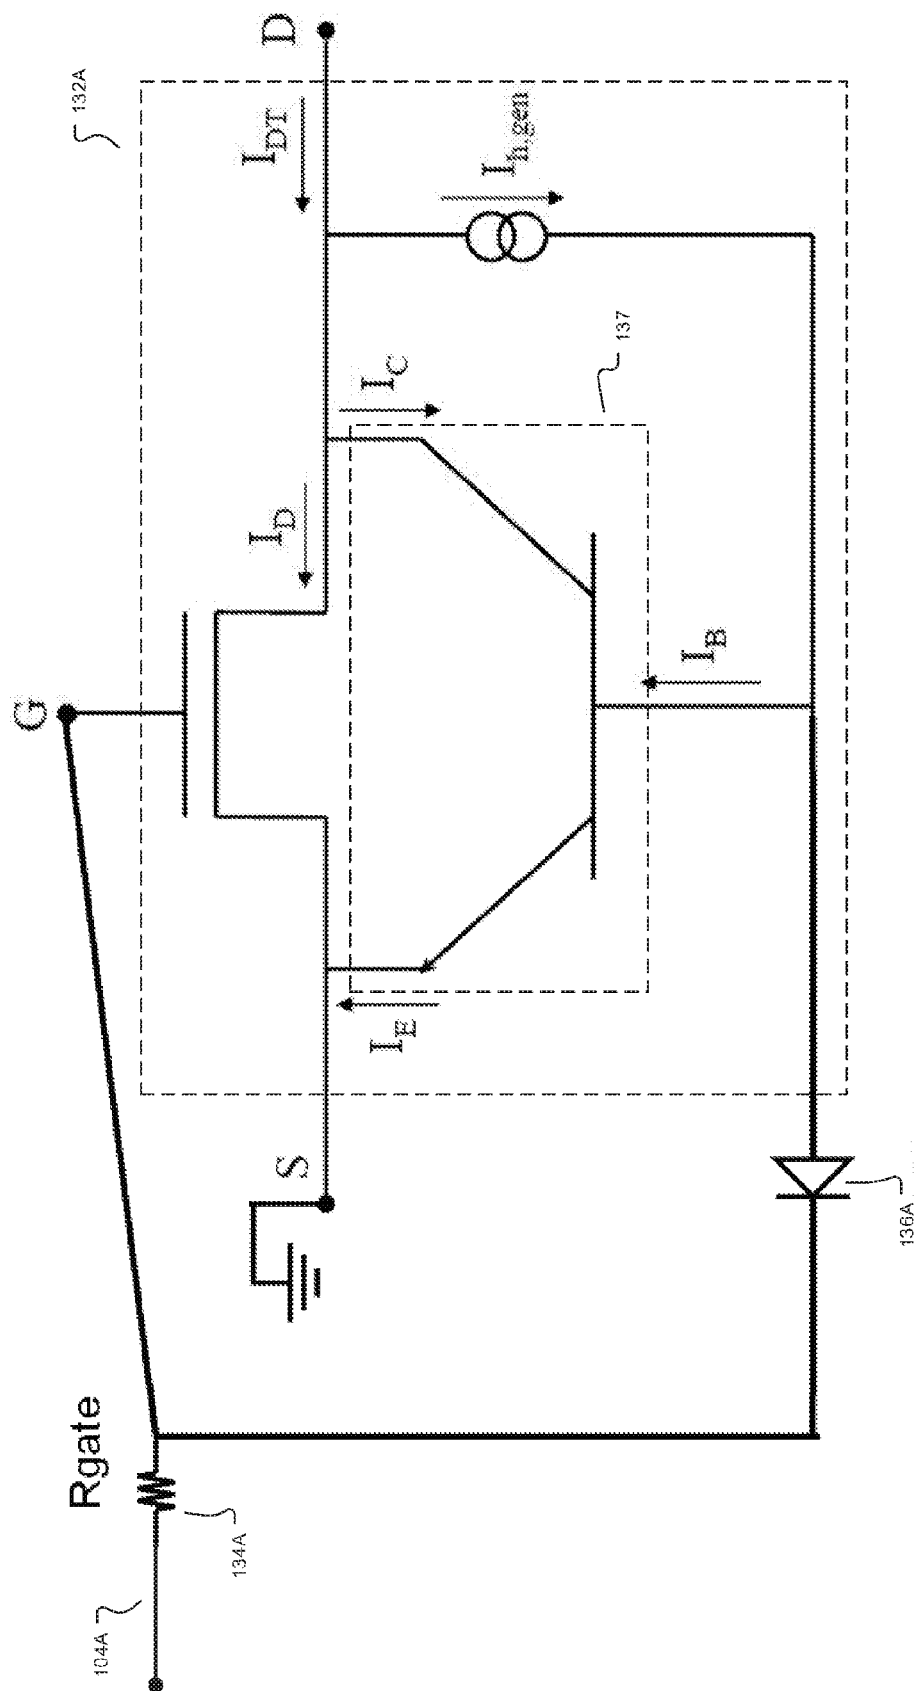 132A
D
I_DT
I_h,gen
137
I_C
I_D
G
I_B
I_E
S
136A
Rgate
134A
104A